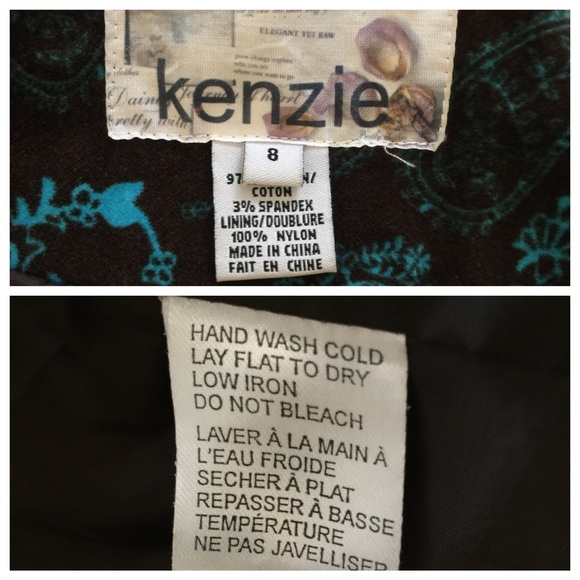 ELEGANT YET RAW
kenzie
8
COTON
3% SPANDEX
LINING/DOUBLURE
100% NYLON
MADE IN CHINA
FAIT EN CHINE
HAND WASH COLD
LAY FLAT TO DRY
LOW IRON
DO NOT BLEACH
LAVER À LA MAIN À
L'EAU FROIDE
SECHER À PLAT
REPASSER À BASSE
TEMPÉRATURE
NE PAS JAVELLISER